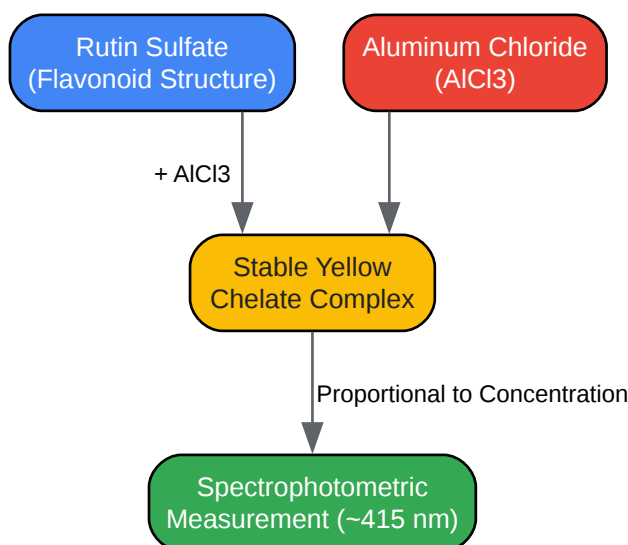 Rutin Sulfate
(Flavonoid Structure)
Aluminum Chloride
(AlCl3)
+ AlCl3
Stable Yellow
Chelate Complex
Proportional to Concentration
Spectrophotometric
Measurement (~415 nm)